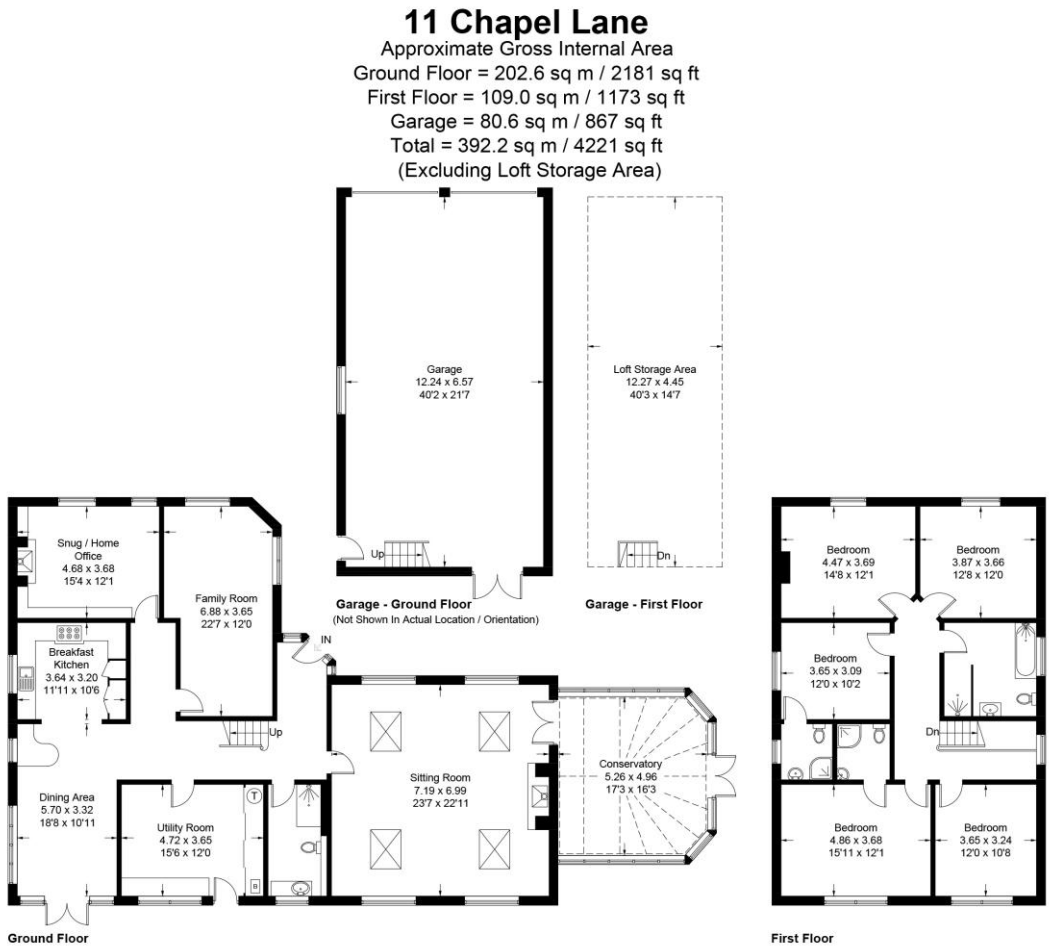 11 Chapel Lane
Approximate Gross Internal Area
Ground Floor = 202.6 sq m / 2181 sq ft
First Floor = 109.0 sq m / 1173 sq ft
Garage = 80.6 sq m / 867 sq ft
Total = 392.2 sq m / 4221 sq ft
(Excluding Loft Storage Area)
Garage
12.24 x 6.57
40'2 x 21'7
Up
Garage - Ground Floor
(Not Shown In Actual Location / Orientation)
Loft Storage Area
12.27 x 4.45
40'3 x 14'7
Dn
Garage - First Floor
Snug / Home
Office
4.68 x 3.68
15'4 x 12'1
Family Room
6.88 x 3.65
22'7 x 12'0
IN
Breakfast
Kitchen
3.64 x 3.20
11'11 x 10'6
Up
Dining Area
5.70 x 3.32
18'8 x 10'11
Utility Room
4.72 x 3.65
15'6 x 12'0
T
B
Sitting Room
7.19 x 6.99
23'7 x 22'11
Conservatory
5.26 x 4.96
17'3 x 16'3
Ground Floor
Bedroom
4.47 x 3.69
14'8 x 12'1
Bedroom
3.87 x 3.66
12'8 x 12'0
Bedroom
3.65 x 3.09
12'0 x 10'2
Dn
Bedroom
4.86 x 3.68
15'11 x 12'1
Bedroom
3.65 x 3.24
12'0 x 10'8
First Floor